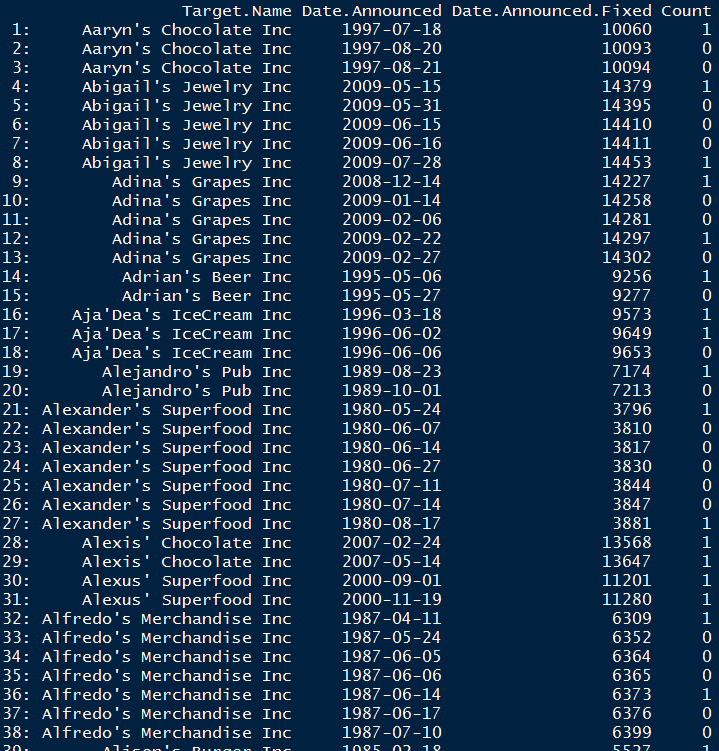 Target.Name Date.Announced Date.Announced.Fixed Count
1: Aaryn's Chocolate Inc 1997-07-18 10060 1
2: Aaryn's Chocolate Inc 1997-08-20 10093 0
3: Aaryn's Chocolate Inc 1997-08-21 10094 0
4: Abigail's Jewelry Inc 2009-05-15 14379 1
5: Abigail's Jewelry Inc 2009-05-31 14395 0
6: Abigail's Jewelry Inc 2009-06-15 14410 0
7: Abigail's Jewelry Inc 2009-06-16 14411 0
8: Abigail's Jewelry Inc 2009-07-28 14453 1
9: Adina's Grapes Inc 2008-12-14 14227 1
10: Adina's Grapes Inc 2009-01-14 14258 0
11: Adina's Grapes Inc 2009-02-06 14281 0
12: Adina's Grapes Inc 2009-02-22 14297 1
13: Adina's Grapes Inc 2009-02-27 14302 0
14: Adrian's Beer Inc 1995-05-06 9256 1
15: Adrian's Beer Inc 1995-05-27 9277 0
16: Aja'Dea's IceCream Inc 1996-03-18 9573 1
17: Aja'Dea's IceCream Inc 1996-06-02 9649 1
18: Aja'Dea's IceCream Inc 1996-06-06 9653 0
19: Alejandro's Pub Inc 1989-08-23 7174 1
20: Alejandro's Pub Inc 1989-10-01 7213 0
21: Alexander's Superfood Inc 1980-05-24 3796 1
22: Alexander's Superfood Inc 1980-06-07 3810 0
23: Alexander's Superfood Inc 1980-06-14 3817 0
24: Alexander's Superfood Inc 1980-06-27 3830 0
25: Alexander's Superfood Inc 1980-07-11 3844 0
26: Alexander's Superfood Inc 1980-07-14 3847 0
27: Alexander's Superfood Inc 1980-08-17 3881 1
28: Alexis' Chocolate Inc 2007-02-24 13568 1
29: Alexis' Chocolate Inc 2007-05-14 13647 1
30: Alexus' Superfood Inc 2000-09-01 11201 1
31: Alexus' Superfood Inc 2000-11-19 11280 1
32: Alfredo's Merchandise Inc 1987-04-11 6309 1
33: Alfredo's Merchandise Inc 1987-05-24 6352 0
34: Alfredo's Merchandise Inc 1987-06-05 6364 0
35: Alfredo's Merchandise Inc 1987-06-06 6365 0
36: Alfredo's Merchandise Inc 1987-06-14 6373 1
37: Alfredo's Merchandise Inc 1987-06-17 6376 0
38: Alfredo's Merchandise Inc 1987-07-10 6399 0
39: Alison's Burger Inc 1985-02-18 5527 1